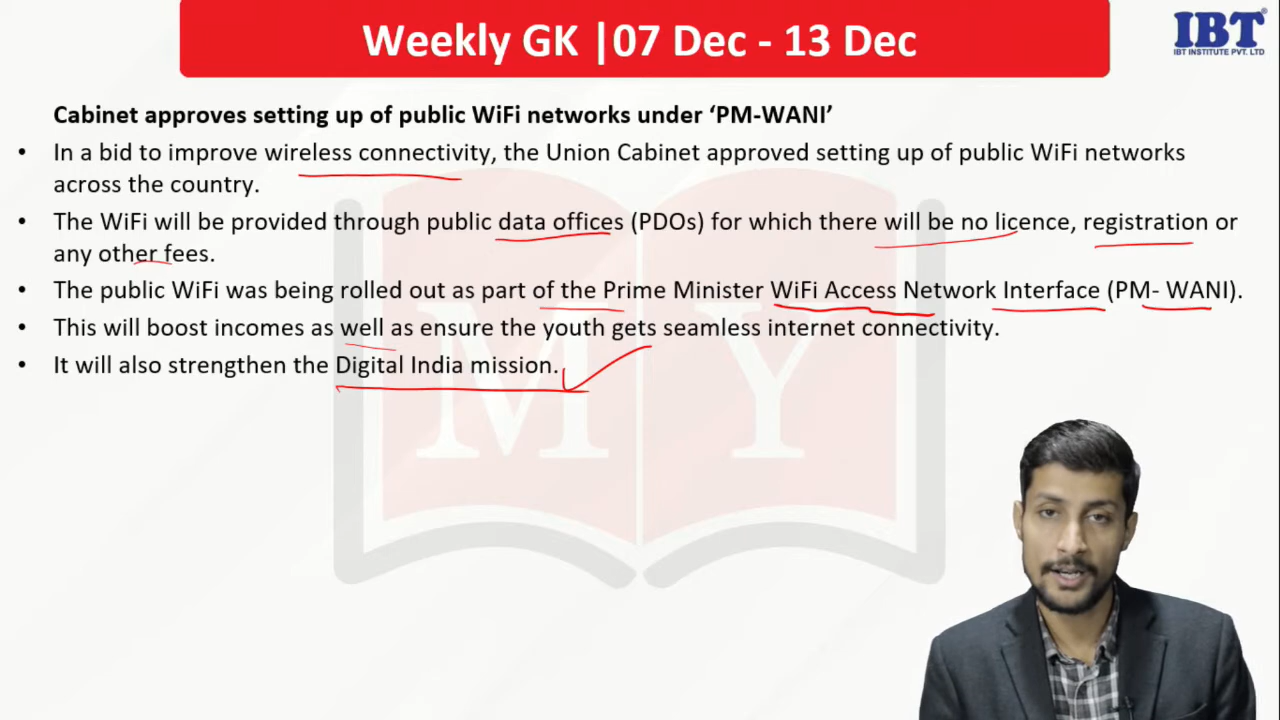 Weekly GK |07 Dec - 13 Dec
IBT
IBT INSTITUTE PVT. LTD
Cabinet approves setting up of public WiFi networks under ‘PM-WANI’
• In a bid to improve wireless connectivity, the Union Cabinet approved setting up of public WiFi networks
across the country.
• The WiFi will be provided through public data offices (PDOs) for which there will be no licence, registration or
any other fees.
• The public WiFi was being rolled out as part of the Prime Minister WiFi Access Network Interface (PM- WANI).
• This will boost incomes as well as ensure the youth gets seamless internet connectivity.
• It will also strengthen the Digital India mission.
M Y